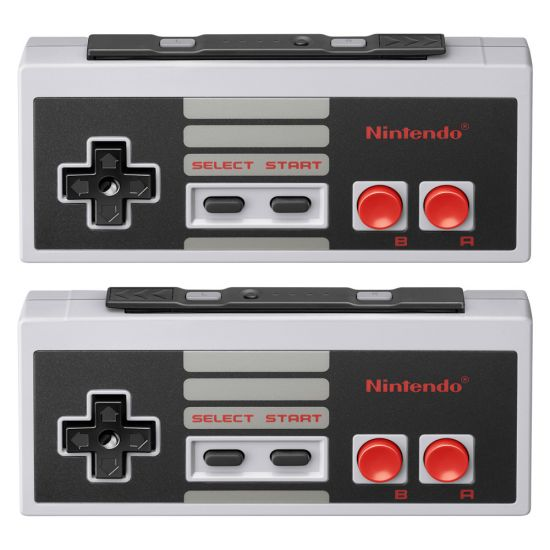 L R
Nintendo®
SELECT START
B A
L R
Nintendo®
SELECT START
B A